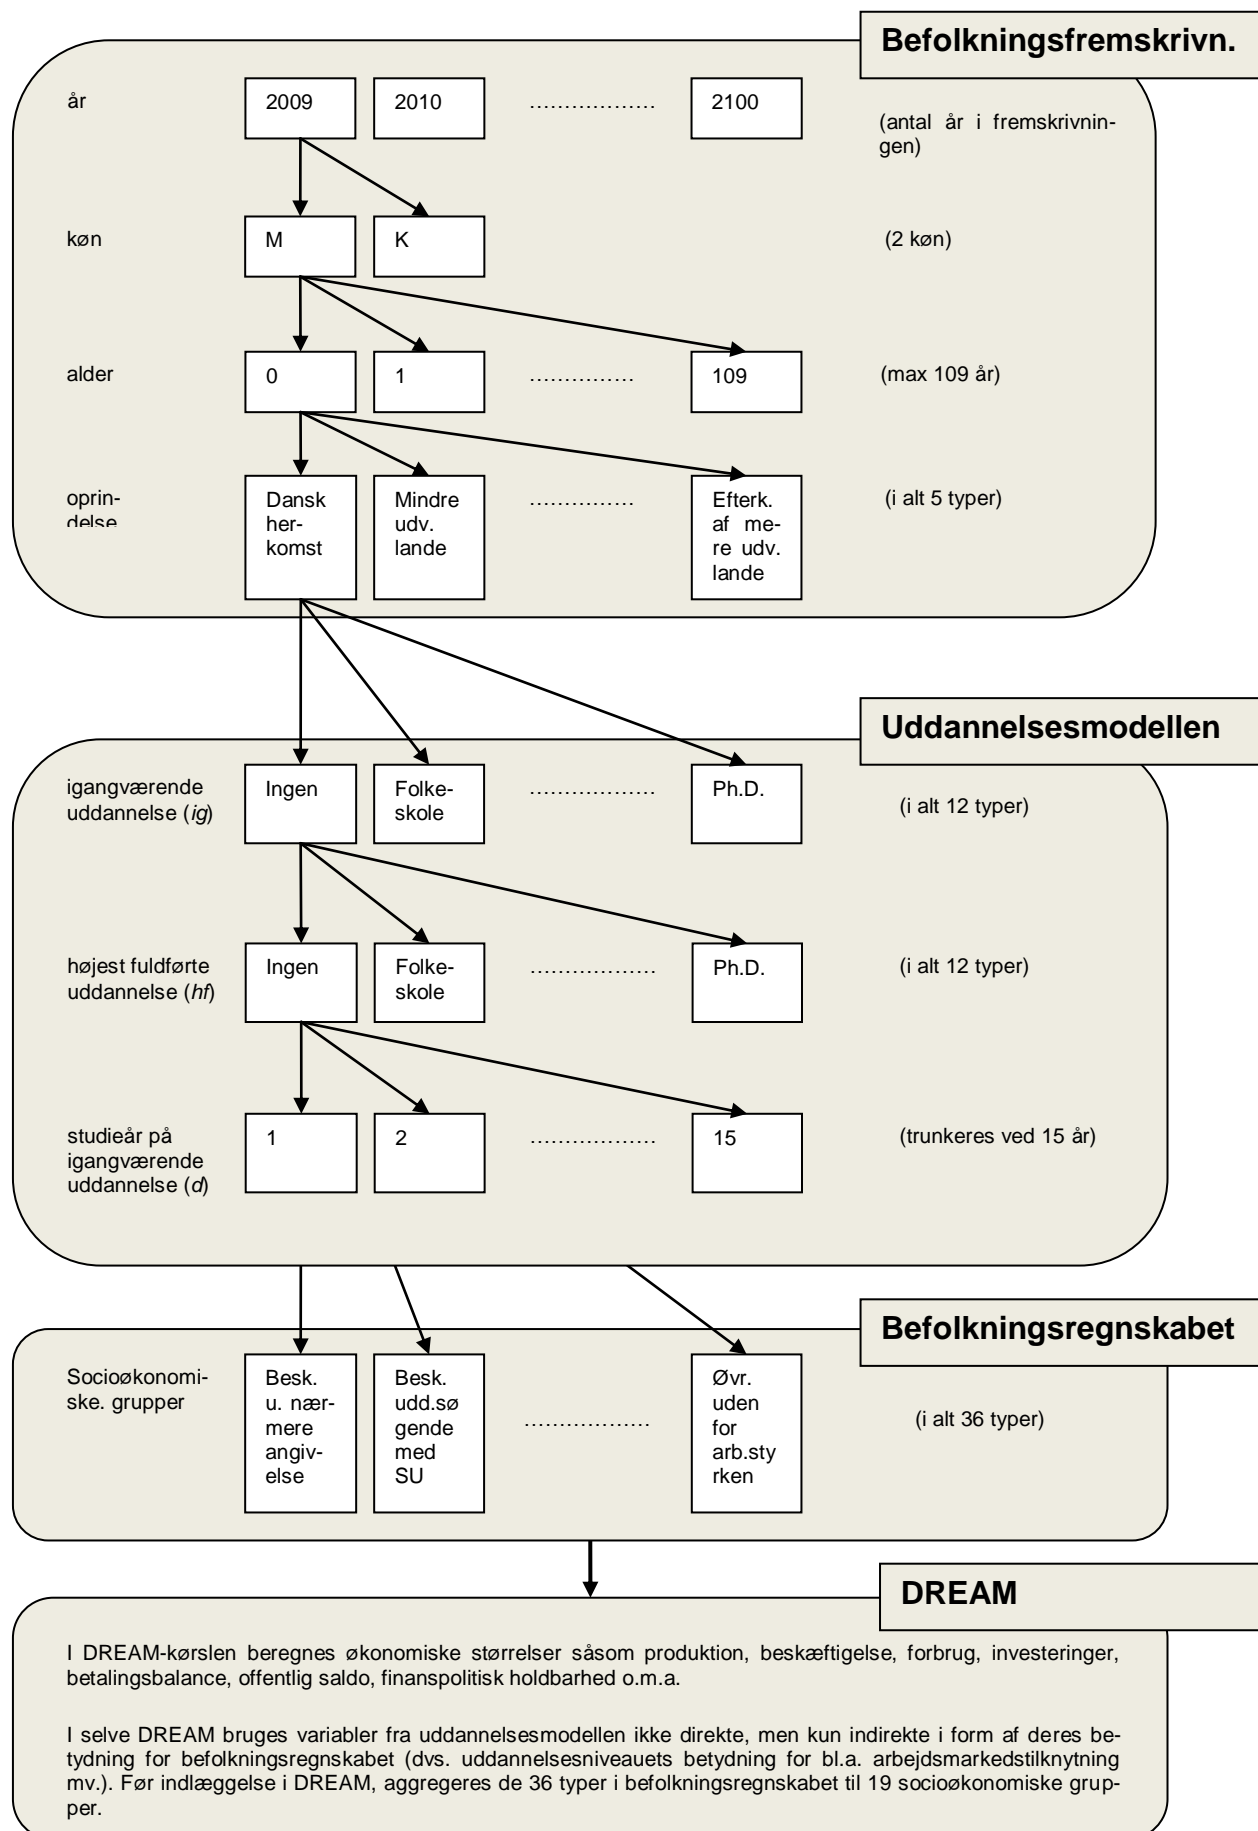 Befolkningsfremskrivn.
år
2009
2010
………………
2100
(antal år i fremskrivnin-
gen)
køn
M
K
(2 køn)
alder
0
1
……………
109
(max 109 år)
oprin-
delse
Dansk
her-
komst
Mindre
udv.
lande
……………
Efterk.
af me-
re udv.
lande
(i alt 5 typer)
Uddannelsesmodellen
igangværende
uddannelse (ig)
Ingen
Folke-
skole
………………
Ph.D.
(i alt 12 typer)
højest fuldførte
uddannelse (hf)
Ingen
Folke-
skole
………………
Ph.D.
(i alt 12 typer)
studieår på
igangværende
uddannelse (d)
1
2
………………
15
(trunkeres ved 15 år)
Befolkningsregnskabet
Socioøkonomi-
ske. grupper
Besk.
u. nær-
mere
angiv-
else
Besk.
udd.sø
gende
med
SU
………………
Øvr.
uden
for
arb.sty
rken
(i alt 36 typer)
DREAM
I DREAM-kørslen beregnes økonomiske størrelser såsom produktion, beskæftigelse, forbrug, investeringer,
betalingsbalance, offentlig saldo, finanspolitisk holdbarhed o.m.a.
I selve DREAM bruges variabler fra uddannelsesmodellen ikke direkte, men kun indirekte i form af deres be-
tydning for befolkningsregnskabet (dvs. uddannelsesniveauets betydning for bl.a. arbejdsmarkedstilknytning
mv.). Før indlæggelse i DREAM, aggregeres de 36 typer i befolkningsregnskabet til 19 socioøkonomiske grup-
per.